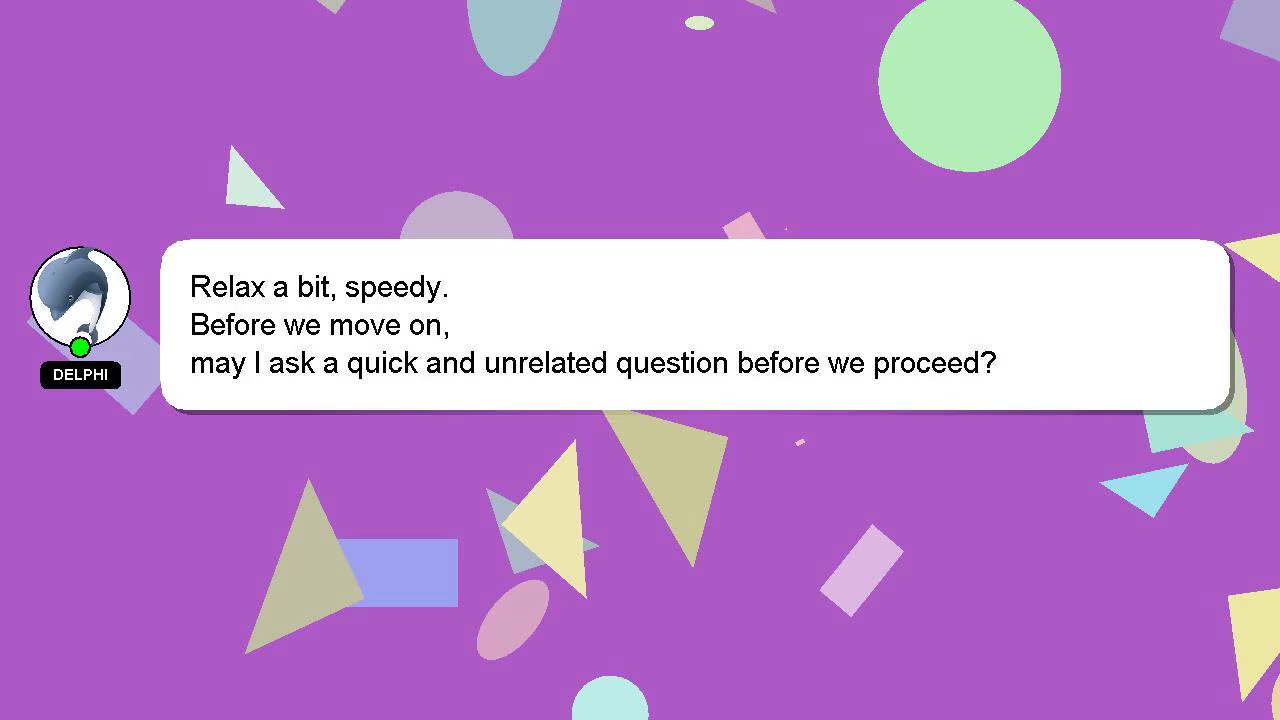 Relax a bit, speedy.
Before we move on,
may I ask a quick and unrelated question before we proceed?
DELPHI